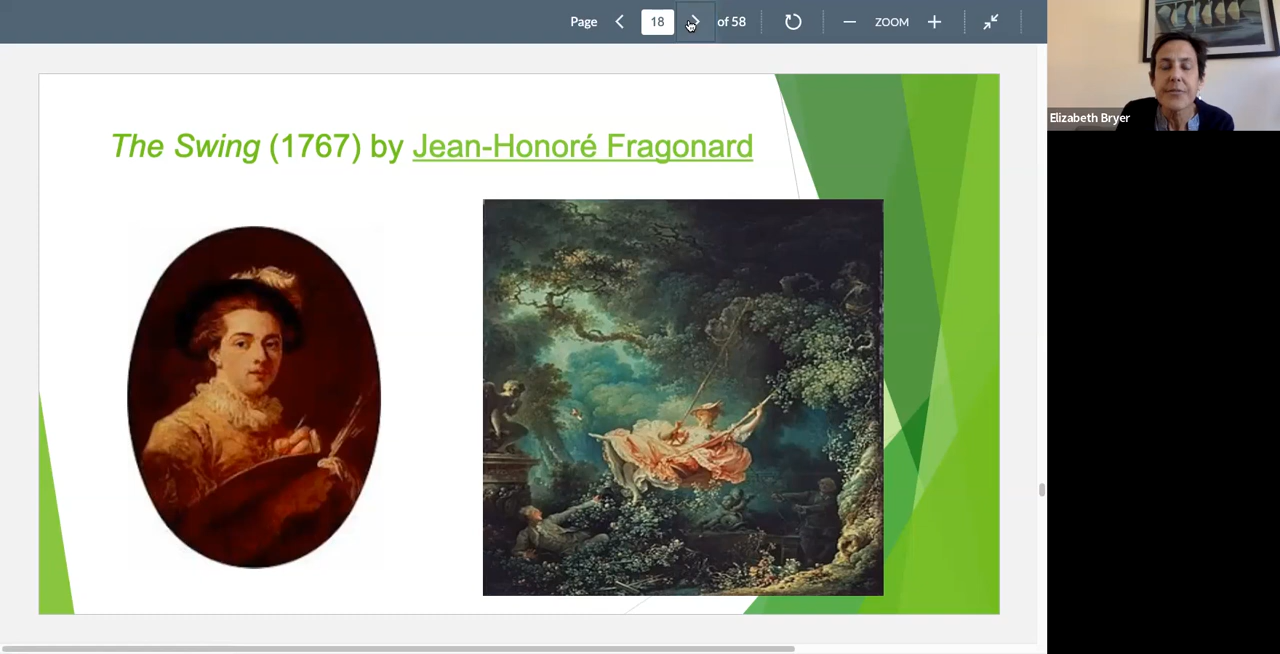 Page 18 of 58 ZOOM
The Swing (1767) by Jean-Honoré Fragonard
Elizabeth Bryer